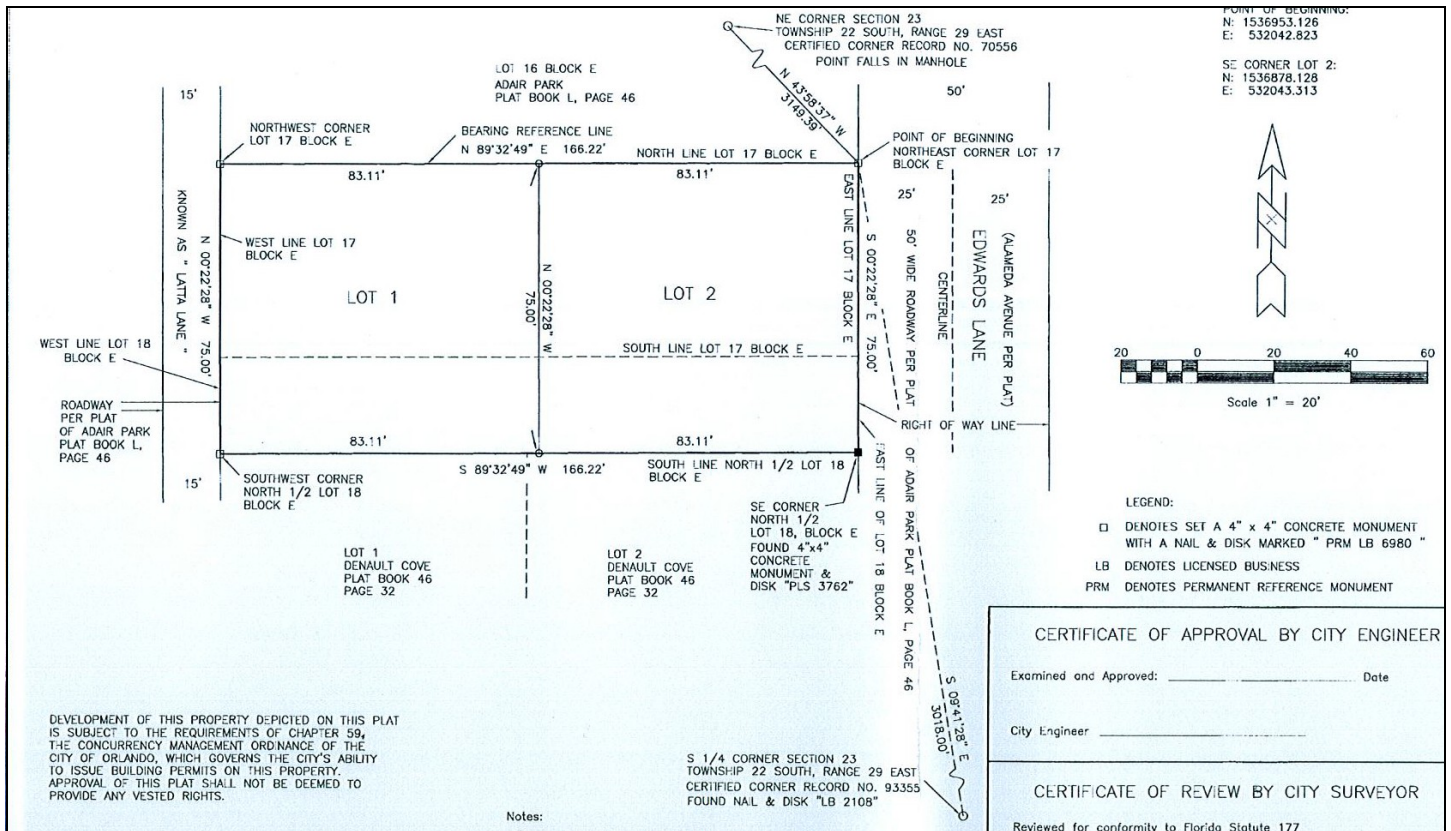 NE CORNER SECTION 23
TOWNSHIP 22 SOUTH, RANGE 29 EAST
CERTIFIED CORNER RECORD NO. 70556
POINT FALLS IN MANHOLE
POINT OF BEGINNING:
N: 1536953.126
E: 532042.823
SE CORNER LOT 2:
N: 1536878.128
E: 532043.313
LOT 16 BLOCK E
ADAIR PARK
PLAT BOOK L, PAGE 46
15'
50'
N 43°58'37" W
3149.39'
NORTHWEST CORNER
LOT 17 BLOCK E
BEARING REFERENCE LINE
N 89°32'49" E 166.22'
NORTH LINE LOT 17 BLOCK E
POINT OF BEGINNING
NORTHEAST CORNER LOT 17
BLOCK E
83.11'
83.11'
25'
25'
KNOWN AS " LATTA LANE "
N 00°22'28" W 75.00'
WEST LINE LOT 17
BLOCK E
LOT 1
N 00°22'28" W
75.00'
LOT 2
EAST LINE LOT 17 BLOCK E
S 00°22'28" E 75.00'
50' WIDE ROADWAY PER PLAT OF ADAIR PARK PLAT BOOK L, PAGE 46
CENTERLINE
EDWARDS LANE
(ALAMEDA AVENUE PER PLAT)
WEST LINE LOT 18
BLOCK E
SOUTH LINE LOT 17 BLOCK E
20 0 20 40 60
Scale 1" = 20'
ROADWAY
PER PLAT
OF ADAIR PARK
PLAT BOOK L,
PAGE 46
RIGHT OF WAY LINE
83.11'
83.11'
S 89°32'49" W 166.22'
SOUTH LINE NORTH 1/2 LOT 18
BLOCK E
15'
SOUTHWEST CORNER
NORTH 1/2 LOT 18
BLOCK E
EAST LINE OF LOT 18 BLOCK E
SE CORNER
NORTH 1/2
LOT 18, BLOCK E
FOUND 4"x4"
CONCRETE
MONUMENT &
DISK "PLS 3762"
LOT 1
DENAULT COVE
PLAT BOOK 46
PAGE 32
LOT 2
DENAULT COVE
PLAT BOOK 46
PAGE 32
LEGEND:
DENOTES SET A 4" x 4" CONCRETE MONUMENT
WITH A NAIL & DISK MARKED " PRM LB 6980 "
LB DENOTES LICENSED BUSINESS
PRM DENOTES PERMANENT REFERENCE MONUMENT
CERTIFICATE OF APPROVAL BY CITY ENGINEER
Examined and Approved: Date
City Engineer
S 09°41'28" E
3018.00'
DEVELOPMENT OF THIS PROPERTY DEPICTED ON THIS PLAT
IS SUBJECT TO THE REQUIREMENTS OF CHAPTER 59,
THE CONCURRENCY MANAGEMENT ORDINANCE OF THE
CITY OF ORLANDO, WHICH GOVERNS THE CITY'S ABILITY
TO ISSUE BUILDING PERMITS ON THIS PROPERTY.
APPROVAL OF THIS PLAT SHALL NOT BE DEEMED TO
PROVIDE ANY VESTED RIGHTS.
S 1/4 CORNER SECTION 23
TOWNSHIP 22 SOUTH, RANGE 29 EAST
CERTIFIED CORNER RECORD NO. 93355
FOUND NAIL & DISK "LB 2108"
Notes:
CERTIFICATE OF REVIEW BY CITY SURVEYOR
Reviewed for conformity to Florida Statute 177